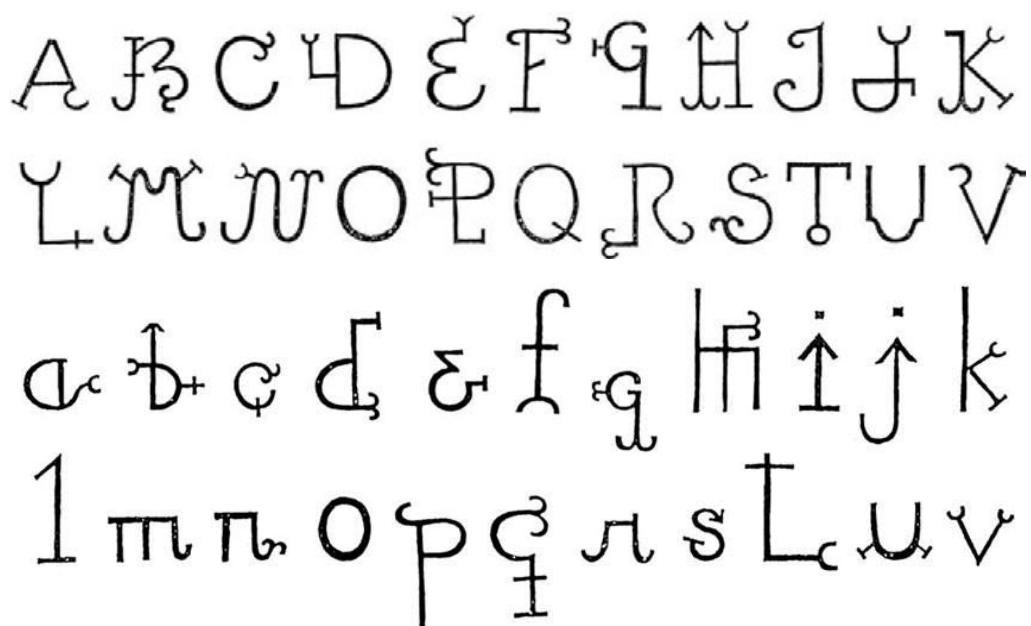 A B C D E F G H I J K
L M N O P Q R S T U V
a b c d e f g h i j k
l m n o p q r s t u v